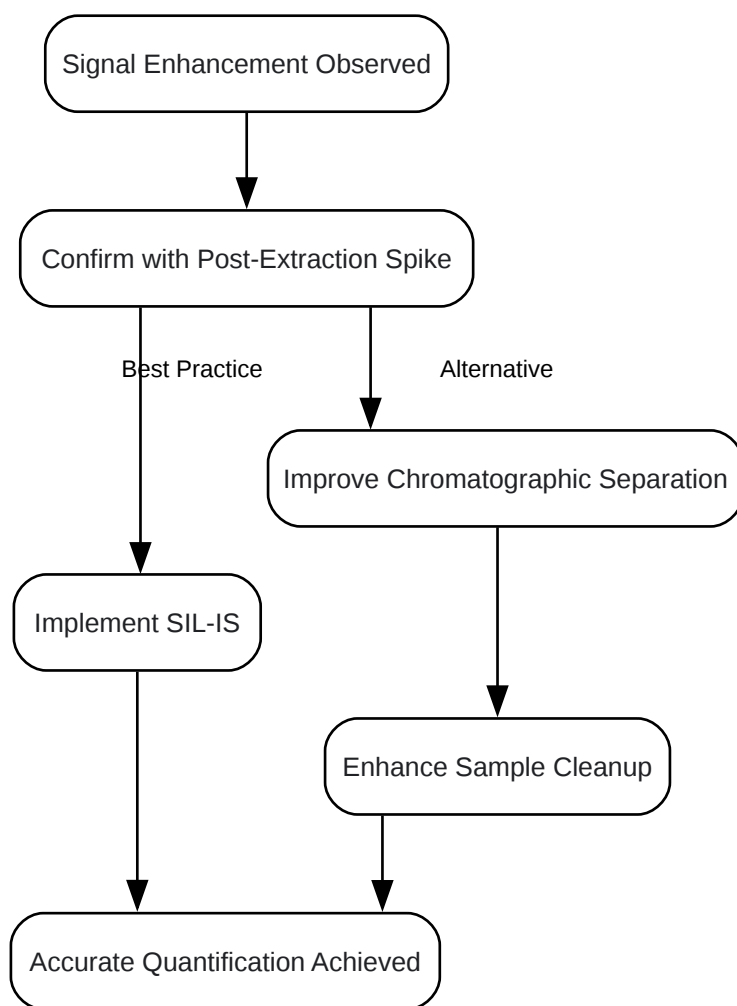 Signal Enhancement Observed
Confirm with Post-Extraction Spike
Best Practice
Alternative
Improve Chromatographic Separation
Implement SIL-IS
Enhance Sample Cleanup
Accurate Quantification Achieved